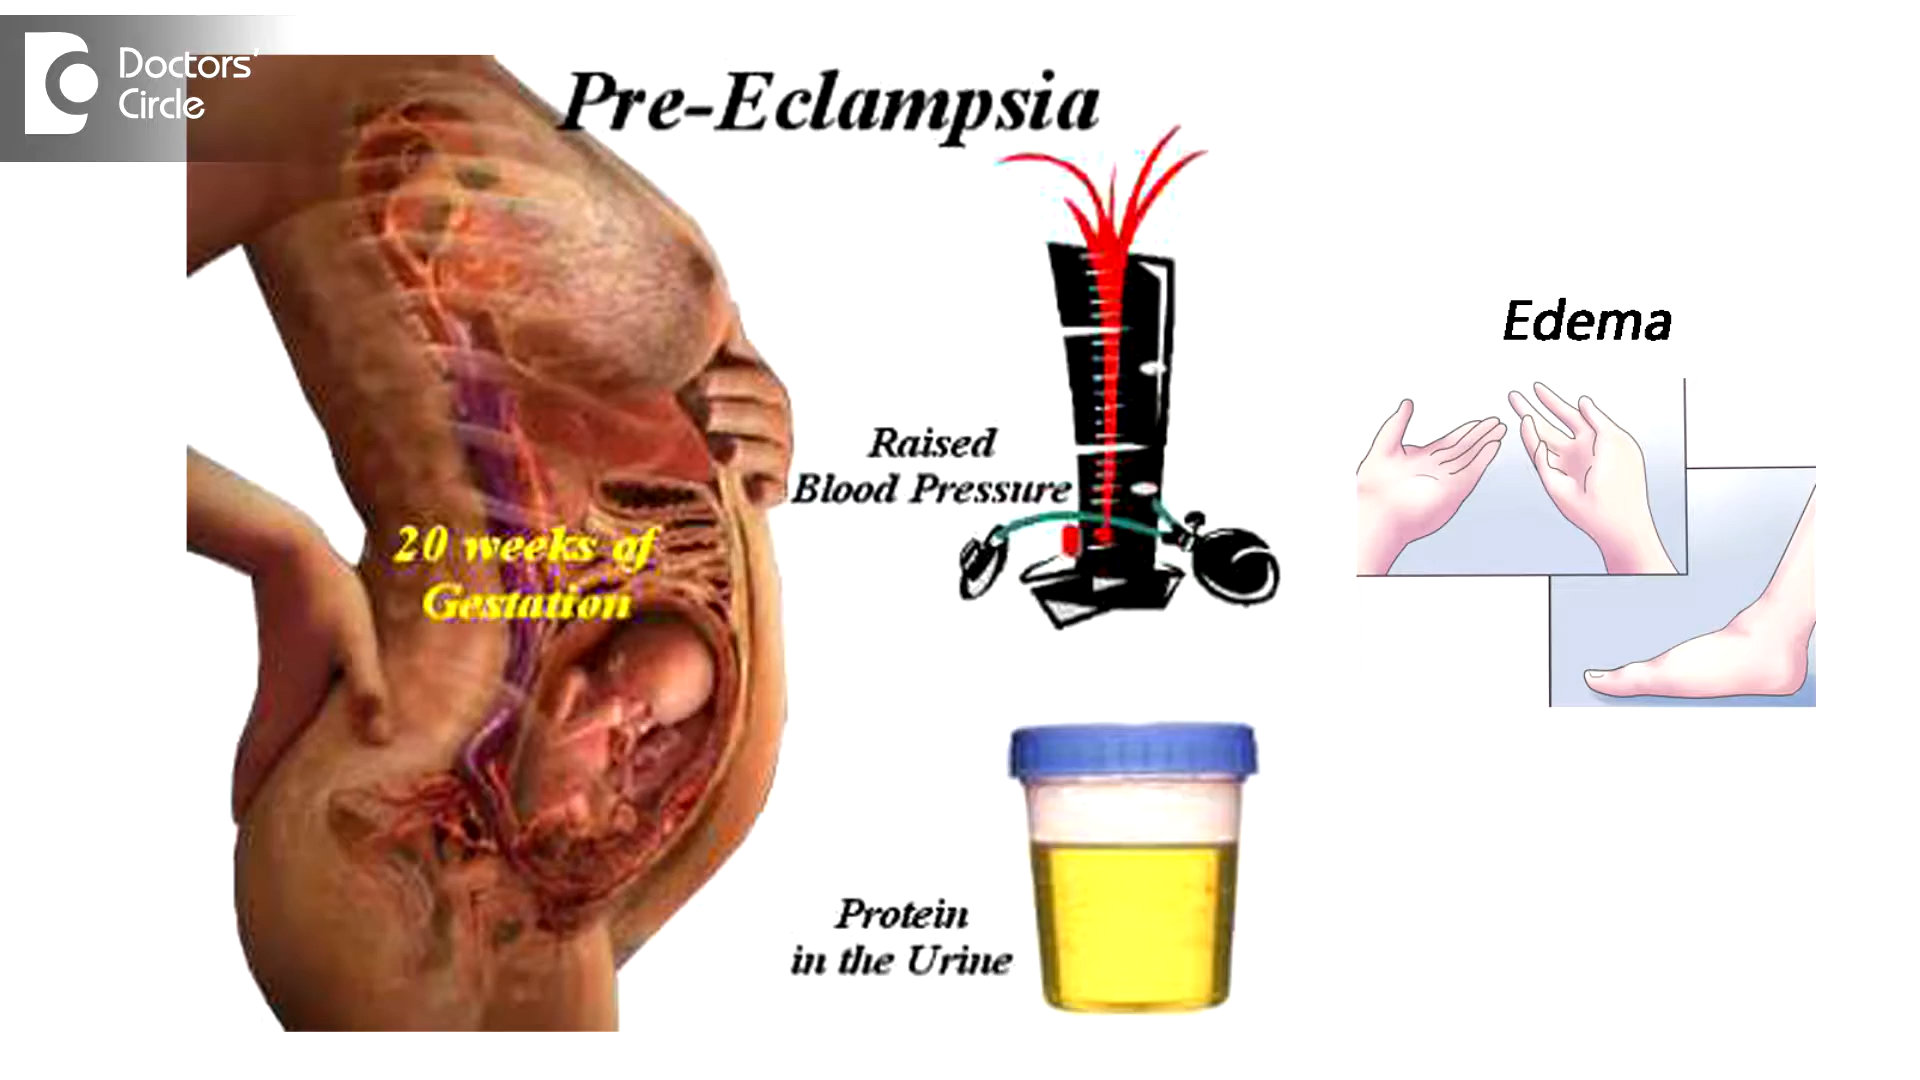 Doctors'
Circle
Pre-Eclampsia
Raised
Blood Pressure
Edema
20 weeks of
Gestation
Protein
in the Urine